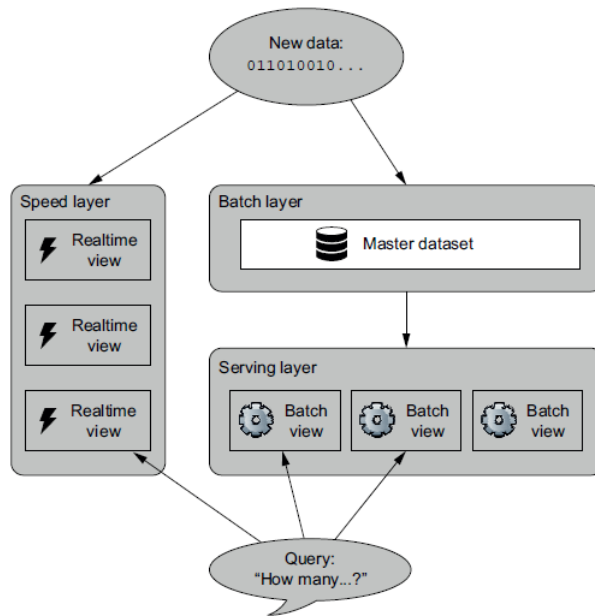 New data:
011010010...
Speed layer
Realtime
view
Realtime
view
Realtime
view
Batch layer
Master dataset
Serving layer
Batch
view
Batch
view
Batch
view
Query:
“How many...?”